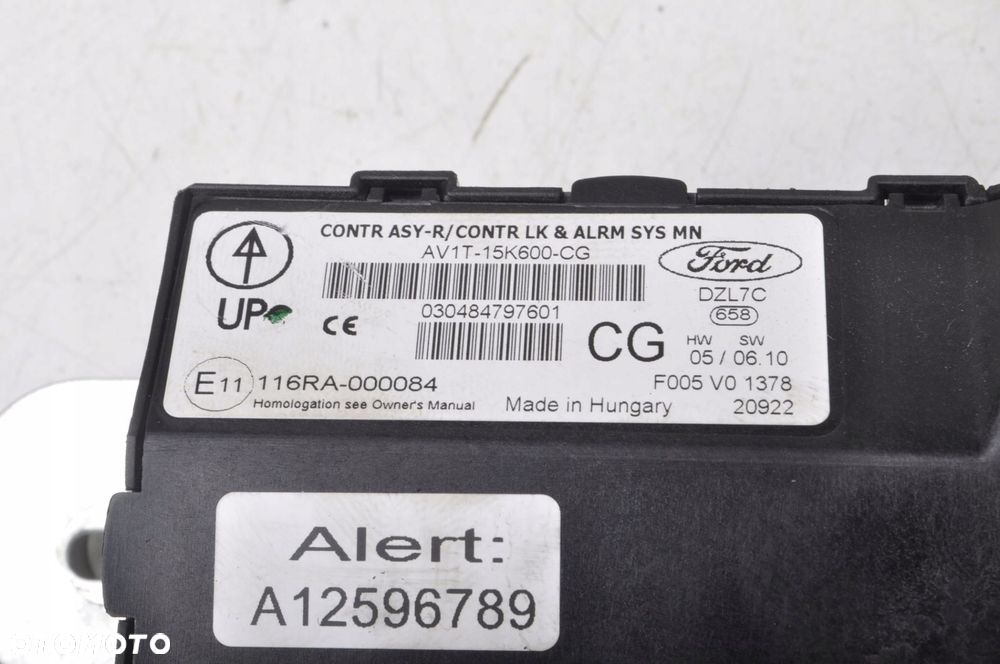 CONTR ASY-R/CONTR LK & ALRM SYS MN
AV1T-15K600-CG
Ford
UP
CE
030484797601
CG
DZL7C
658
HW SW
05 / 06.10
E11 116RA-000084
F005 V0 1378
Homologation see Owner's Manual
Made in Hungary
20922
Alert:
A12596789
OTOMOTO